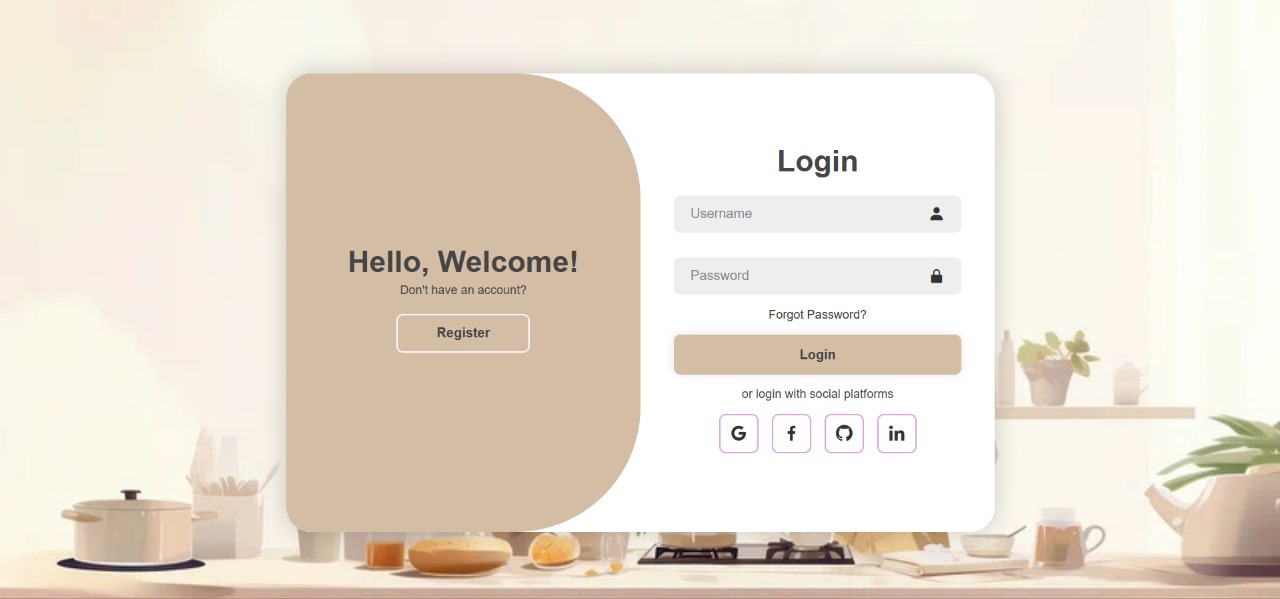 Hello, Welcome!
Don't have an account?
Register
Login
Username
Password
Forgot Password?
Login
or login with social platforms